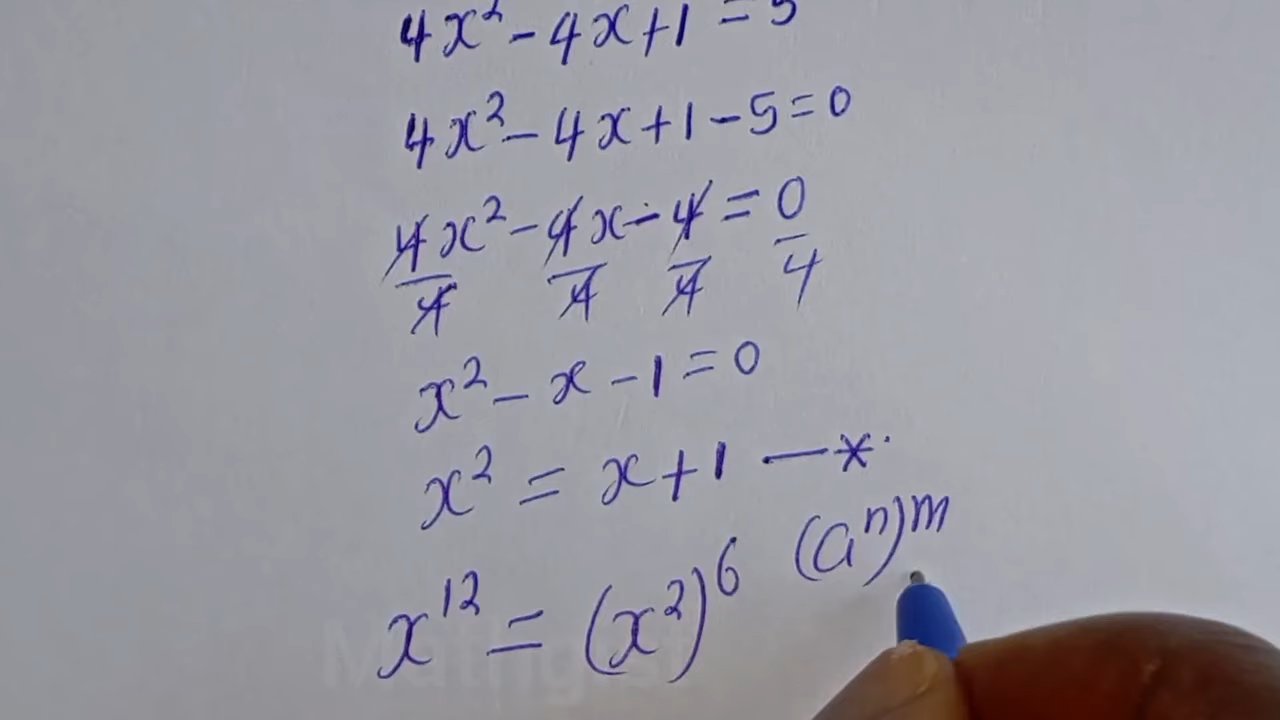 4x² - 4x + 1 = 5
4x² - 4x + 1 - 5 = 0
4x²/4 - 4x/4 - 4/4 = 0/4
x² - x - 1 = 0
x² = x + 1 — *
x¹² = (x²)⁶ (aⁿ)ᵐ